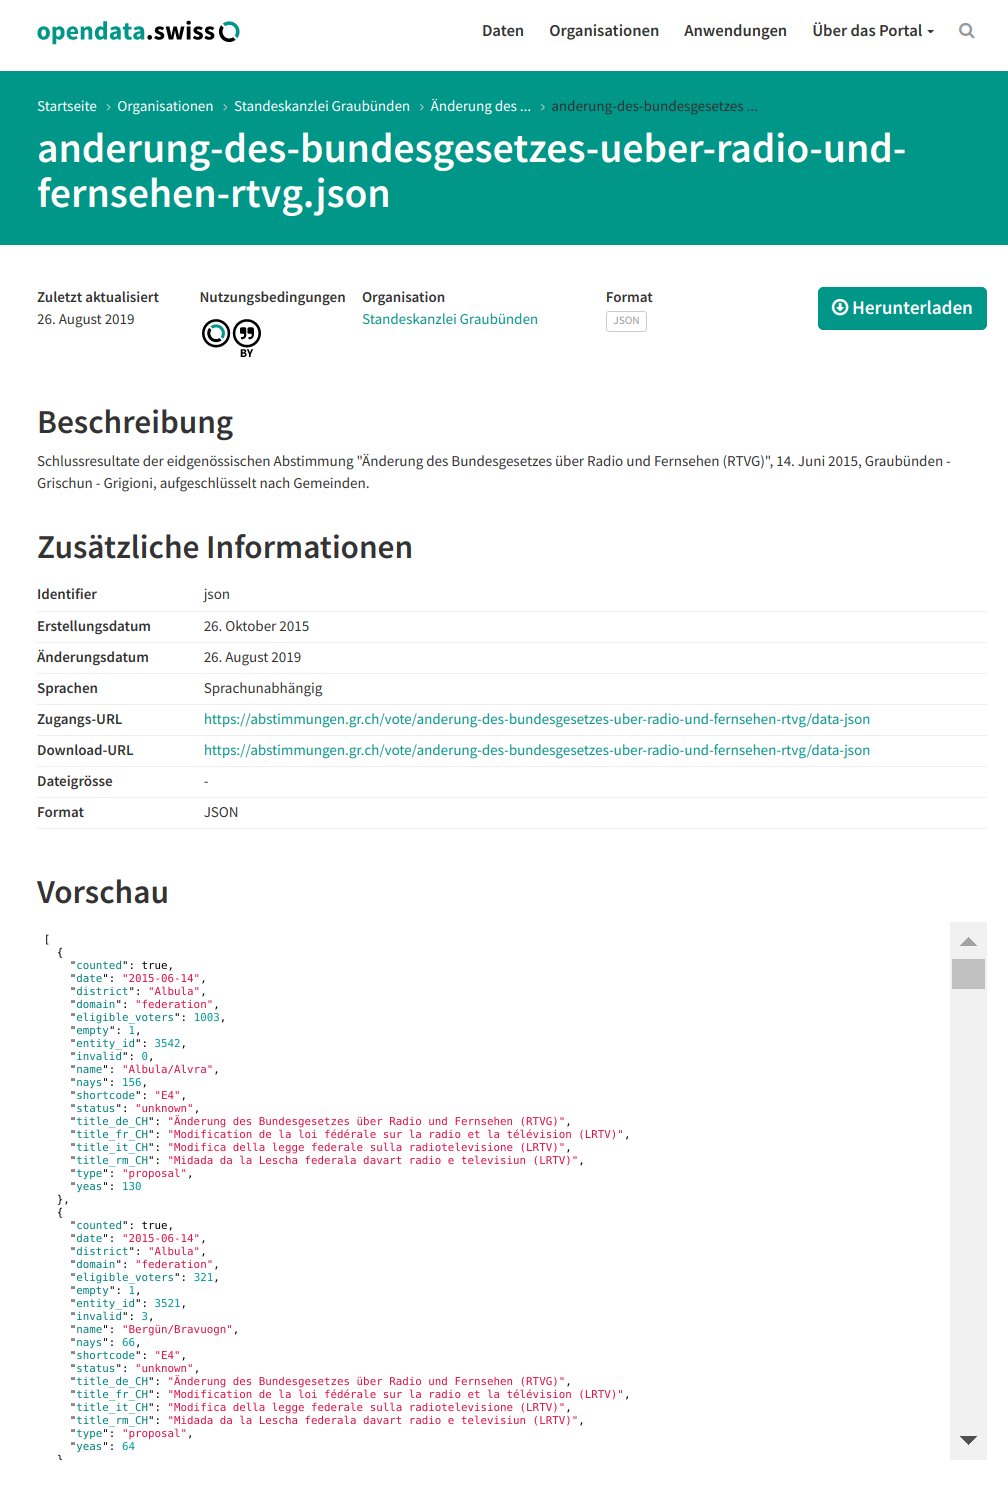 opendata.swiss
Daten Organisationen Anwendungen Über das Portal
Startseite › Organisationen › Standeskanzlei Graubünden › Änderung des ... › anderung-des-bundesgesetzes ...
anderung-des-bundesgesetzes-ueber-radio-und-
fernsehen-rtvg.json
Zuletzt aktualisiert
26. August 2019
Nutzungsbedingungen
BY
Organisation
Standeskanzlei Graubünden
Format
JSON
Herunterladen
Beschreibung
Schlussresultate der eidgenössischen Abstimmung "Änderung des Bundesgesetzes über Radio und Fernsehen (RTVG)", 14. Juni 2015, Graubünden -
Grischun - Grigioni, aufgeschlüsselt nach Gemeinden.
Zusätzliche Informationen
Identifier json
Erstellungsdatum 26. Oktober 2015
Änderungsdatum 26. August 2019
Sprachen Sprachunabhängig
Zugangs-URL https://abstimmungen.gr.ch/vote/anderung-des-bundesgesetzes-uber-radio-und-fernsehen-rtvg/data-json
Download-URL https://abstimmungen.gr.ch/vote/anderung-des-bundesgesetzes-uber-radio-und-fernsehen-rtvg/data-json
Dateigrösse -
Format JSON
Vorschau
[
{
"counted": true,
"date": "2015-06-14",
"district": "Albula",
"domain": "federation",
"eligible_voters": 1003,
"empty": 1,
"entity_id": 3542,
"invalid": 0,
"name": "Albula/Alvra",
"nays": 156,
"shortcode": "E4",
"status": "unknown",
"title_de_CH": "Änderung des Bundesgesetzes über Radio und Fernsehen (RTVG)",
"title_fr_CH": "Modification de la loi fédérale sur la radio et la télévision (LRTV)",
"title_it_CH": "Modifica della legge federale sulla radiotelevisione (LRTV)",
"title_rm_CH": "Midada da la Lescha federala davart radio e televisiun (LRTV)",
"type": "proposal",
"yeas": 130
},
{
"counted": true,
"date": "2015-06-14",
"district": "Albula",
"domain": "federation",
"eligible_voters": 321,
"empty": 1,
"entity_id": 3521,
"invalid": 3,
"name": "Bergün/Bravuogn",
"nays": 66,
"shortcode": "E4",
"status": "unknown",
"title_de_CH": "Änderung des Bundesgesetzes über Radio und Fernsehen (RTVG)",
"title_fr_CH": "Modification de la loi fédérale sur la radio et la télévision (LRTV)",
"title_it_CH": "Modifica della legge federale sulla radiotelevisione (LRTV)",
"title_rm_CH": "Midada da la Lescha federala davart radio e televisiun (LRTV)",
"type": "proposal",
"yeas": 64
}